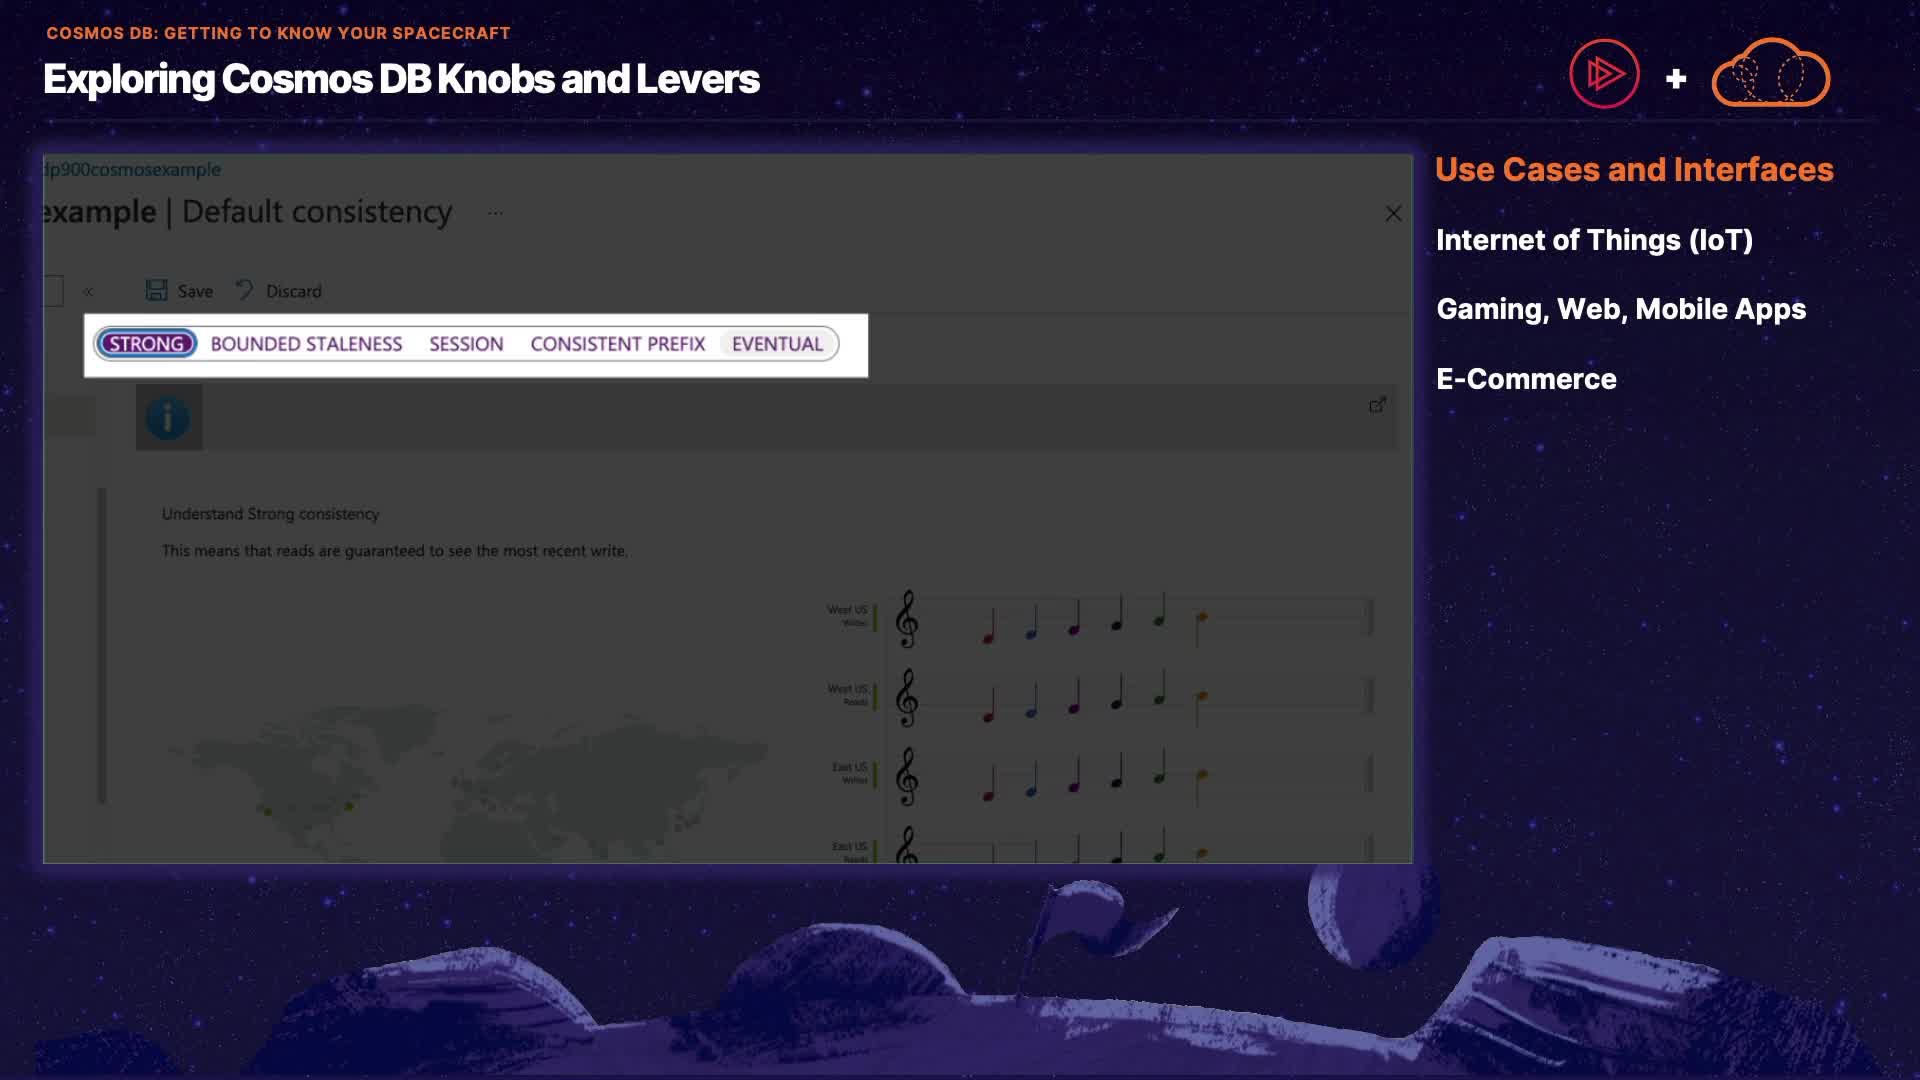 COSMOS DB: GETTING TO KNOW YOUR SPACECRAFT
Exploring Cosmos DB Knobs and Levers
+
dp900cosmosexample
example | Default consistency ...
« Save Discard
STRONG BOUNDED STALENESS SESSION CONSISTENT PREFIX EVENTUAL
Understand Strong consistency
This means that reads are guaranteed to see the most recent write.
West US
Writes
West US
Reads
East US
Writes
East US
Reads
Use Cases and Interfaces
Internet of Things (IoT)
Gaming, Web, Mobile Apps
E-Commerce